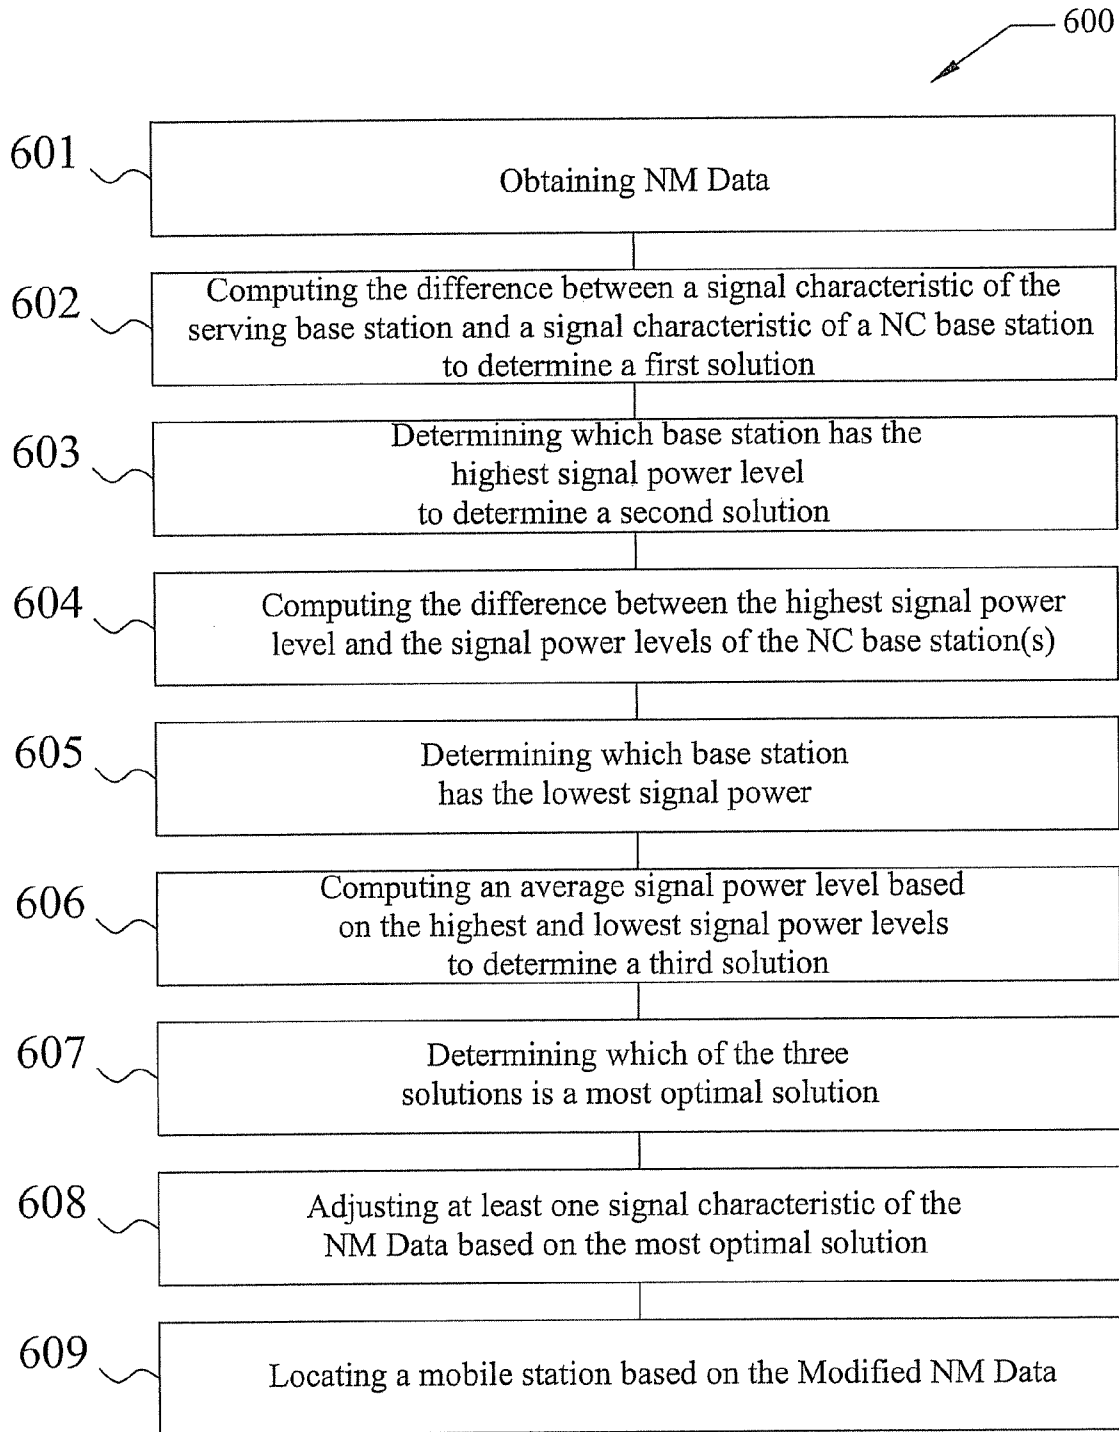 600
601
Obtaining NM Data
602
Computing the difference between a signal characteristic of the
serving base station and a signal characteristic of a NC base station
to determine a first solution
603
Determining which base station has the
highest signal power level
to determine a second solution
604
Computing the difference between the highest signal power
level and the signal power levels of the NC base station(s)
605
Determining which base station
has the lowest signal power
606
Computing an average signal power level based
on the highest and lowest signal power levels
to determine a third solution
607
Determining which of the three
solutions is a most optimal solution
608
Adjusting at least one signal characteristic of the
NM Data based on the most optimal solution
609
Locating a mobile station based on the Modified NM Data